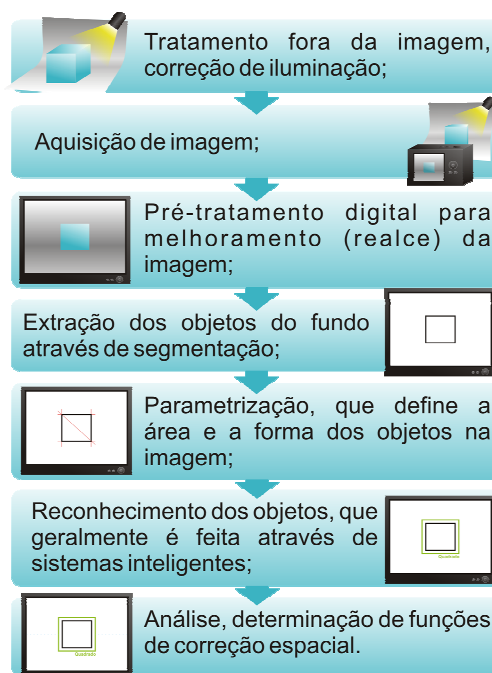 Tratamento fora da imagem,
correção de iluminação;
Aquisição de imagem;
Pré-tratamento digital para
melhoramento (realce) da
imagem;
Extração dos objetos do fundo
através de segmentação;
Parametrização, que define a
área e a forma dos objetos na
imagem;
Reconhecimento dos objetos, que
geralmente é feita através de
sistemas inteligentes;
Quadrado
Análise, determinação de funções
de correção espacial.
Quadrado